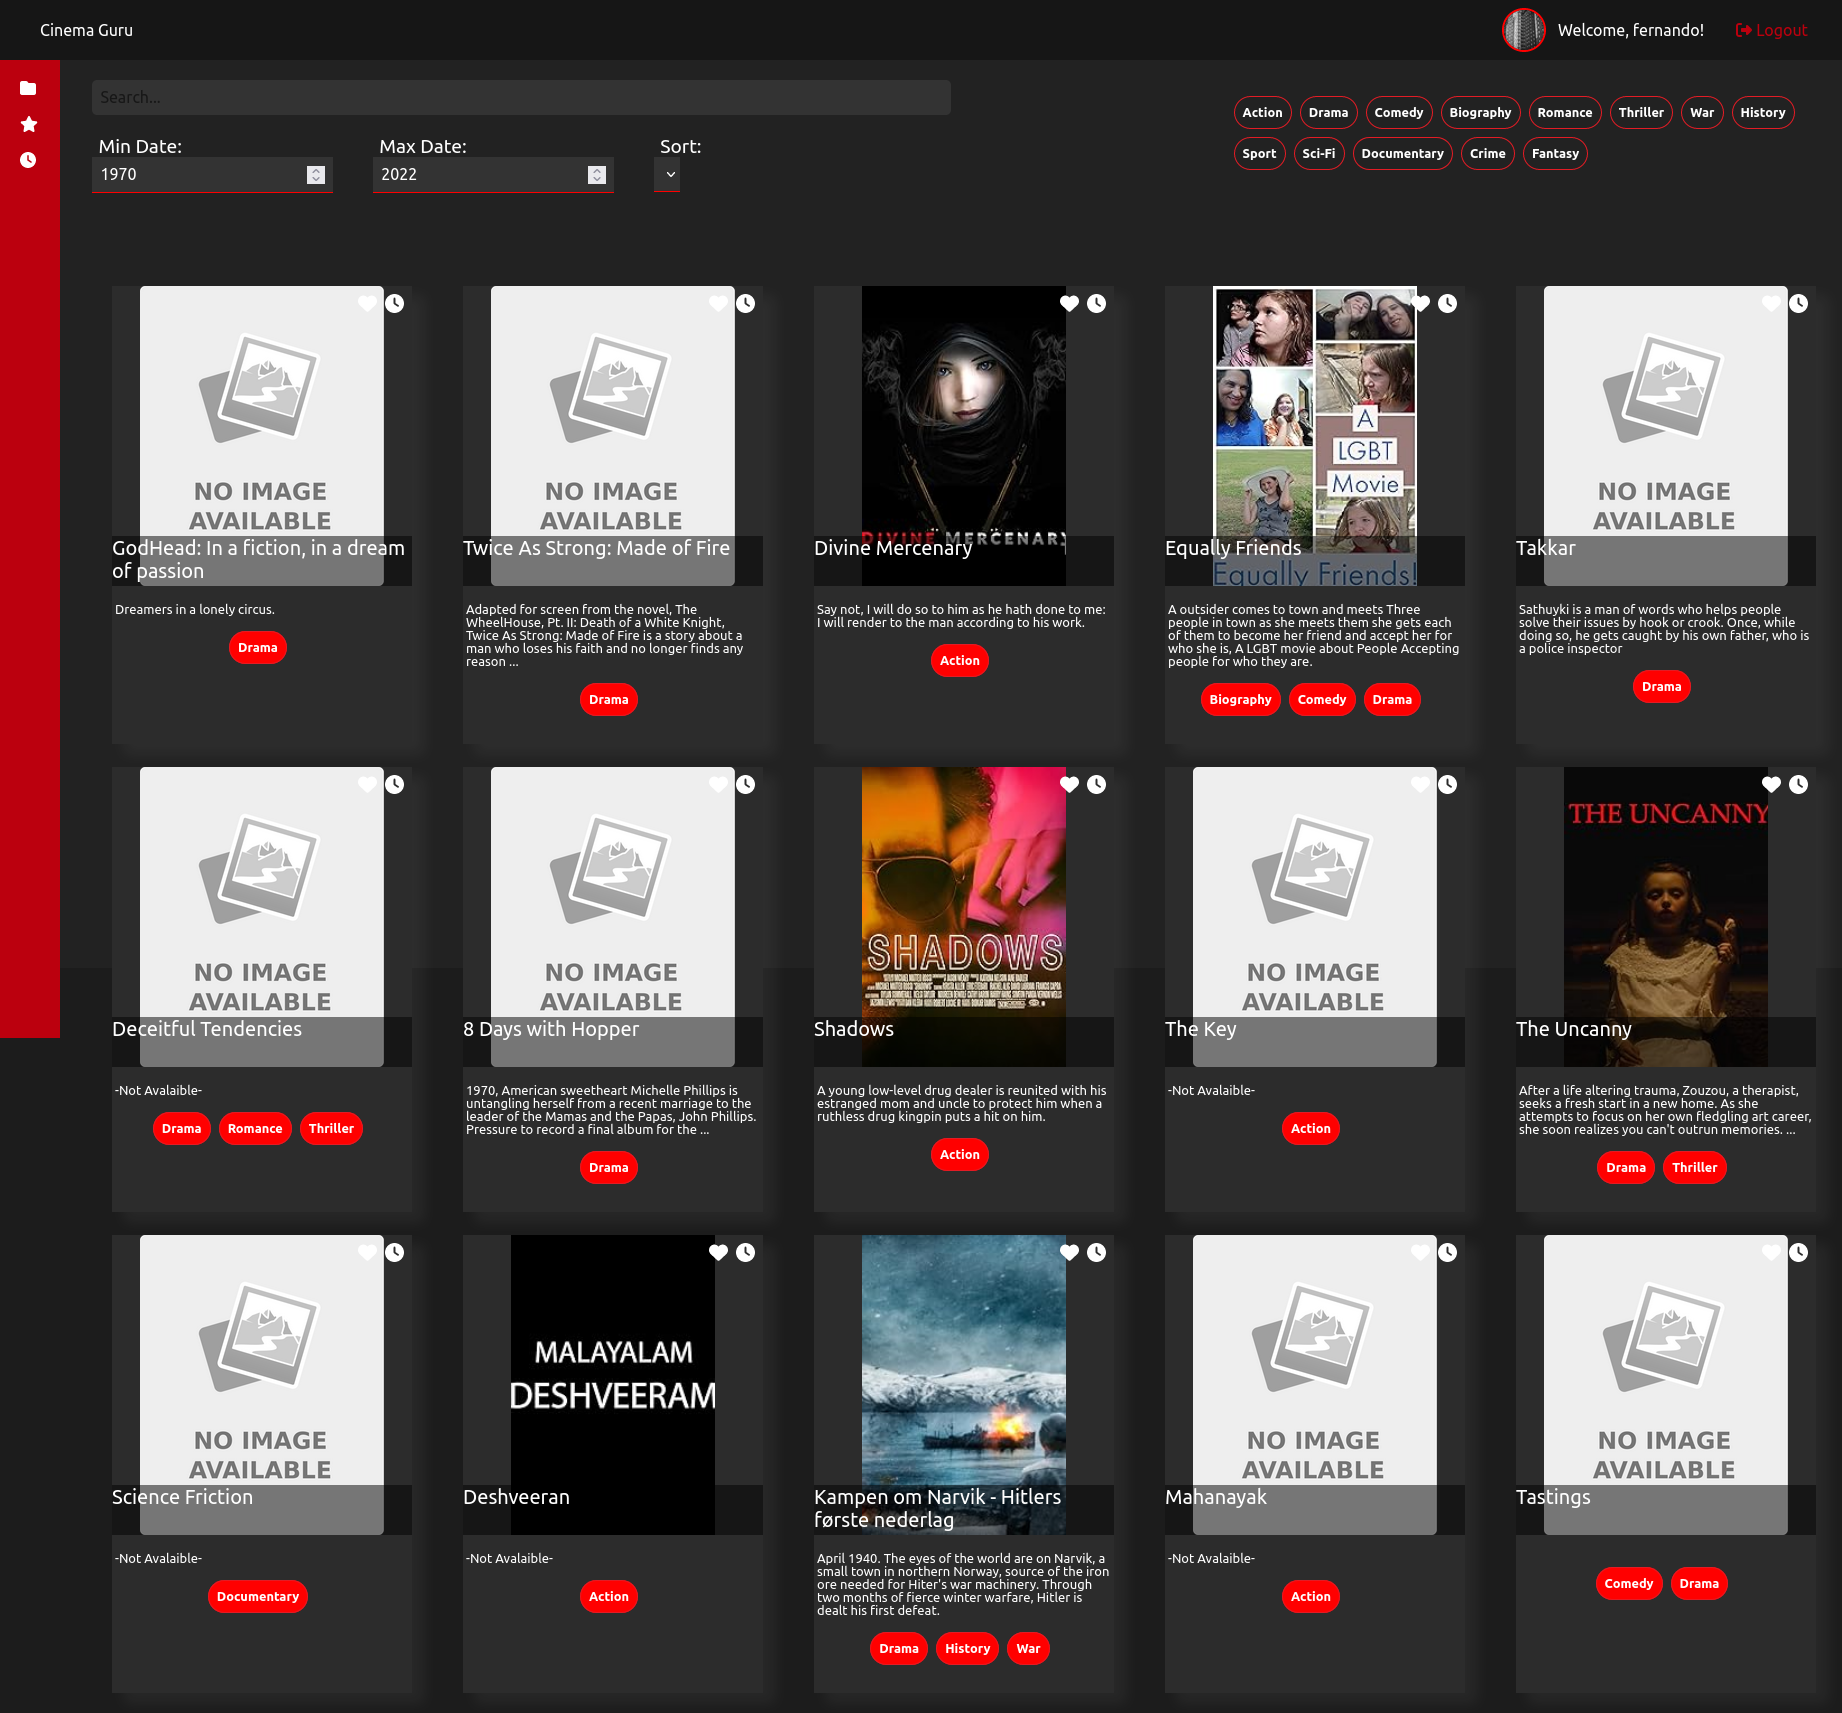 Cinema Guru
Welcome, fernando!
Logout
Search...
Min Date:
Max Date:
Sort:
1970
2022
Action Drama Comedy Biography Romance Thriller War History
Sport Sci-Fi Documentary Crime Fantasy
NO IMAGE
AVAILABLE
GodHead: In a fiction, in a dream
of passion
Dreamers in a lonely circus.
Drama
NO IMAGE
AVAILABLE
Twice As Strong: Made of Fire
Adapted for screen from the novel, The
WheelHouse, Pt. II: Death of a White Knight,
Twice As Strong: Made of Fire is a story about a
man who loses his faith and no longer finds any
reason ...
Drama
DIVINE MERCENARY
Divine Mercenary
Say not, I will do so to him as he hath done to me:
I will render to the man according to his work.
Action
A
LGBT
Movie
Equally Friends
Equally Friends!
A outsider comes to town and meets Three
people in town as she meets them she gets each
of them to become her friend and accept her for
who she is, A LGBT movie about People Accepting
people for who they are.
Biography Comedy Drama
NO IMAGE
AVAILABLE
Takkar
Sathuyki is a man of words who helps people
solve their issues by hook or crook. Once, while
doing so, he gets caught by his own father, who is
a police inspector
Drama
NO IMAGE
AVAILABLE
Deceitful Tendencies
-Not Avalaible-
Drama Romance Thriller
NO IMAGE
AVAILABLE
8 Days with Hopper
1970, American sweetheart Michelle Phillips is
untangling herself from a recent marriage to the
leader of the Mamas and the Papas, John Phillips.
Pressure to record a final album for the ...
Drama
SHADOWS
Shadows
A young low-level drug dealer is reunited with his
estranged mom and uncle to protect him when a
ruthless drug kingpin puts a hit on him.
Action
NO IMAGE
AVAILABLE
The Key
-Not Avalaible-
Action
THE UNCANNY
The Uncanny
After a life altering trauma, Zouzou, a therapist,
seeks a fresh start in a new home. As she
attempts to focus on her own fledgling art career,
she soon realizes you can't outrun memories. ...
Drama Thriller
NO IMAGE
AVAILABLE
Science Friction
-Not Avalaible-
Documentary
MALAYALAM
DESHVEERAM
Deshveeran
-Not Avalaible-
Action
Kampen om Narvik - Hitlers
første nederlag
April 1940. The eyes of the world are on Narvik, a
small town in northern Norway, source of the iron
ore needed for Hiter's war machinery. Through
two months of fierce winter warfare, Hitler is
dealt his first defeat.
Drama History War
NO IMAGE
AVAILABLE
Mahanayak
-Not Avalaible-
Action
NO IMAGE
AVAILABLE
Tastings
Comedy Drama